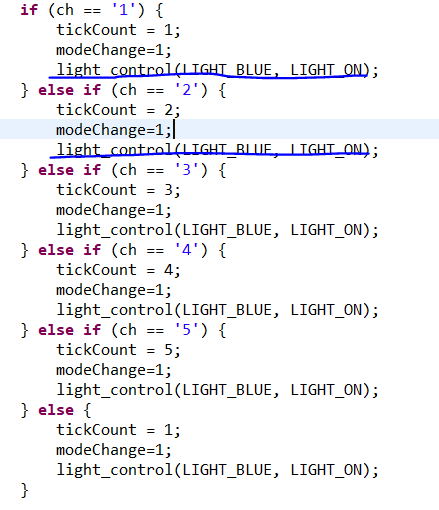 if (ch == '1') {
    tickCount = 1;
    modeChange=1;
    light_control(LIGHT_BLUE, LIGHT_ON);
} else if (ch == '2') {
    tickCount = 2;
    modeChange=1;
    light_control(LIGHT_BLUE, LIGHT_ON);
} else if (ch == '3') {
    tickCount = 3;
    modeChange=1;
    light_control(LIGHT_BLUE, LIGHT_ON);
} else if (ch == '4') {
    tickCount = 4;
    modeChange=1;
    light_control(LIGHT_BLUE, LIGHT_ON);
} else if (ch == '5') {
    tickCount = 5;
    modeChange=1;
    light_control(LIGHT_BLUE, LIGHT_ON);
} else {
    tickCount = 1;
    modeChange=1;
    light_control(LIGHT_BLUE, LIGHT_ON);
}